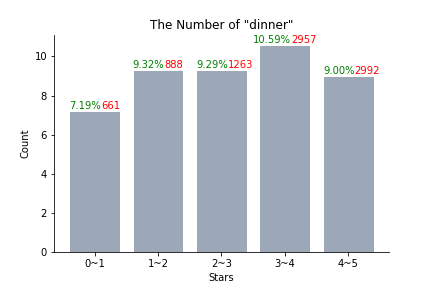 The Number of "dinner"
10.59% 2957
9.32% 888
9.29% 1263
9.00% 2992
7.19% 661
10
8
6
4
2
0
Count
0~1 1~2 2~3 3~4 4~5
Stars